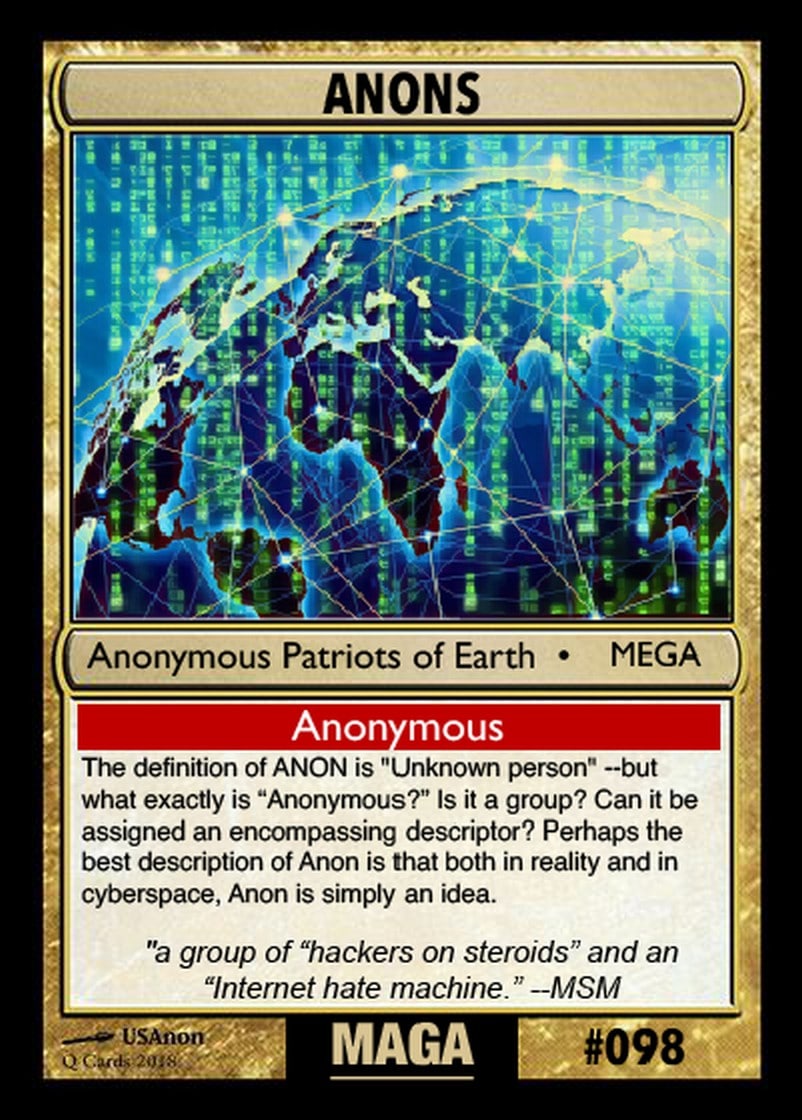 ANONS
Anonymous Patriots of Earth • MEGA
Anonymous
The definition of ANON is "Unknown person" --but
what exactly is “Anonymous?” Is it a group? Can it be
assigned an encompassing descriptor? Perhaps the
best description of Anon is that both in reality and in
cyberspace, Anon is simply an idea.
"a group of “hackers on steroids” and an
“Internet hate machine.” --MSM
USAnon
Q Cards 2018
MAGA
#098